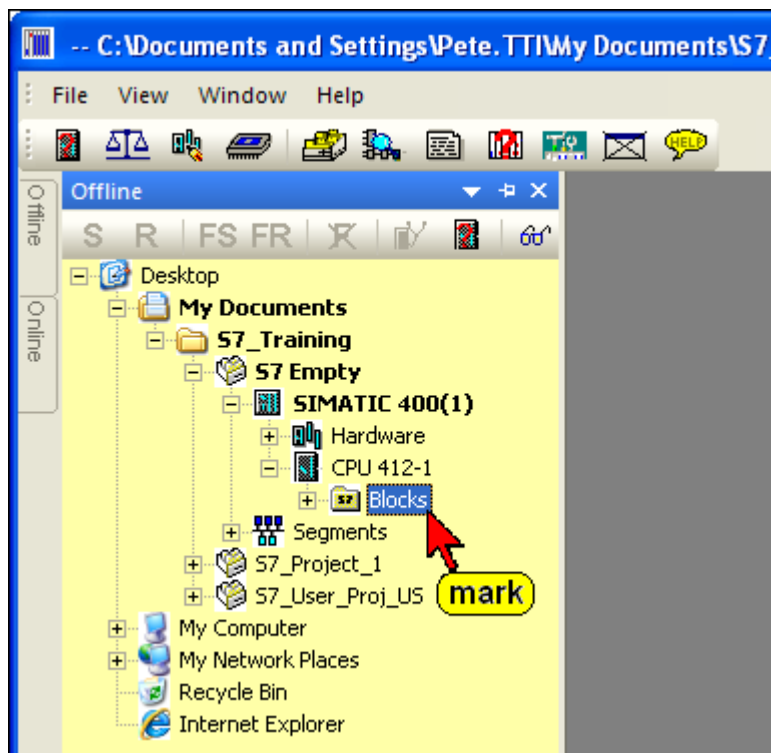 -- C:\Documents and Settings\Pete.TTI\My Documents\S7_
File View Window Help
HELP
Offline
Offline
Online
S R FS FR
Desktop
My Documents
S7_Training
S7 Empty
SIMATIC 400(1)
Hardware
CPU 412-1
S7 Blocks
Segments
S7_Project_1
S7_User_Proj_US
mark
My Computer
My Network Places
Recycle Bin
Internet Explorer